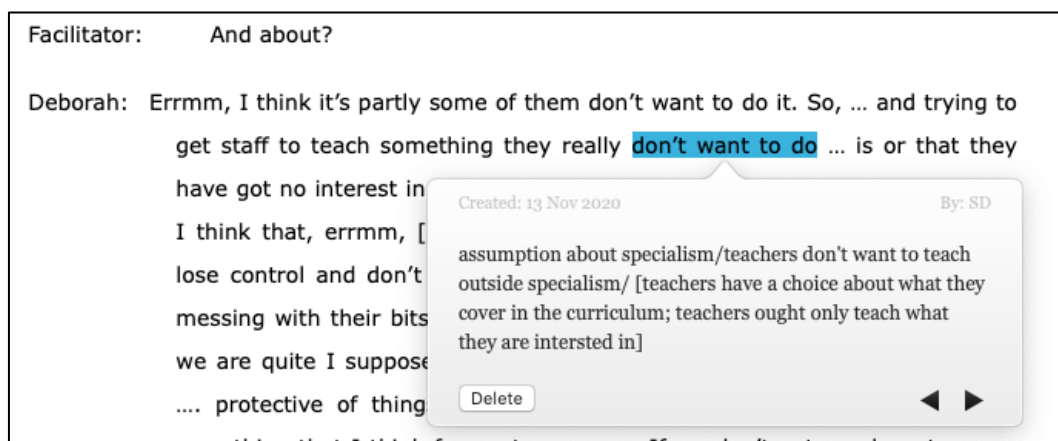 Facilitator: And about?
Deborah: Errmm, I think it’s partly some of them don’t want to do it. So, … and trying to
get staff to teach something they really don’t want to do … is or that they
have got no interest in
I think that, errmm, [
lose control and don’t
messing with their bits
we are quite I suppose
…. protective of thing
Created: 13 Nov 2020 By: SD
assumption about specialism/teachers don't want to teach
outside specialism/ [teachers have a choice about what they
cover in the curriculum; teachers ought only teach what
they are intersted in]
Delete